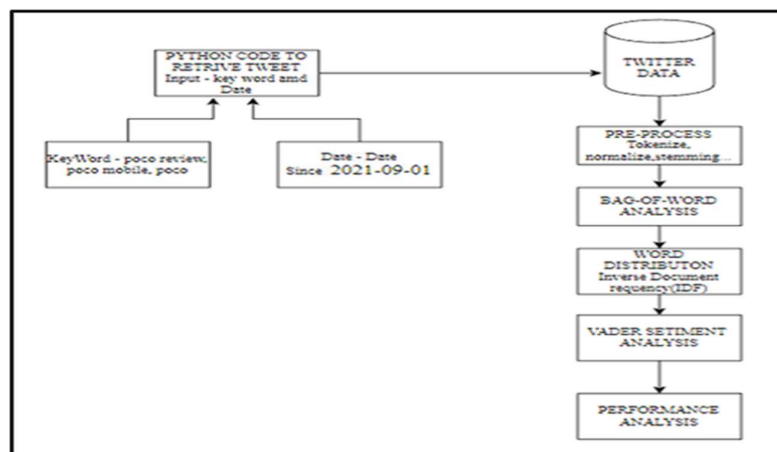 PYTHON CODE TO
RETRIVE TWEET
Input - key word amd
Date
TWITTER
DATA
KeyWord - poco review,
poco mobile, poco
Date - Date
Since 2021-09-01
PRE-PROCESS
Tokenize,
normalize,stemming...
BAG-OF-WORD
ANALYSIS
WORD
DISTRIBUTON
Inverse Document
requency(IDF)
VADER SETIMENT
ANALYSIS
PERFORMANCE
ANALYSIS